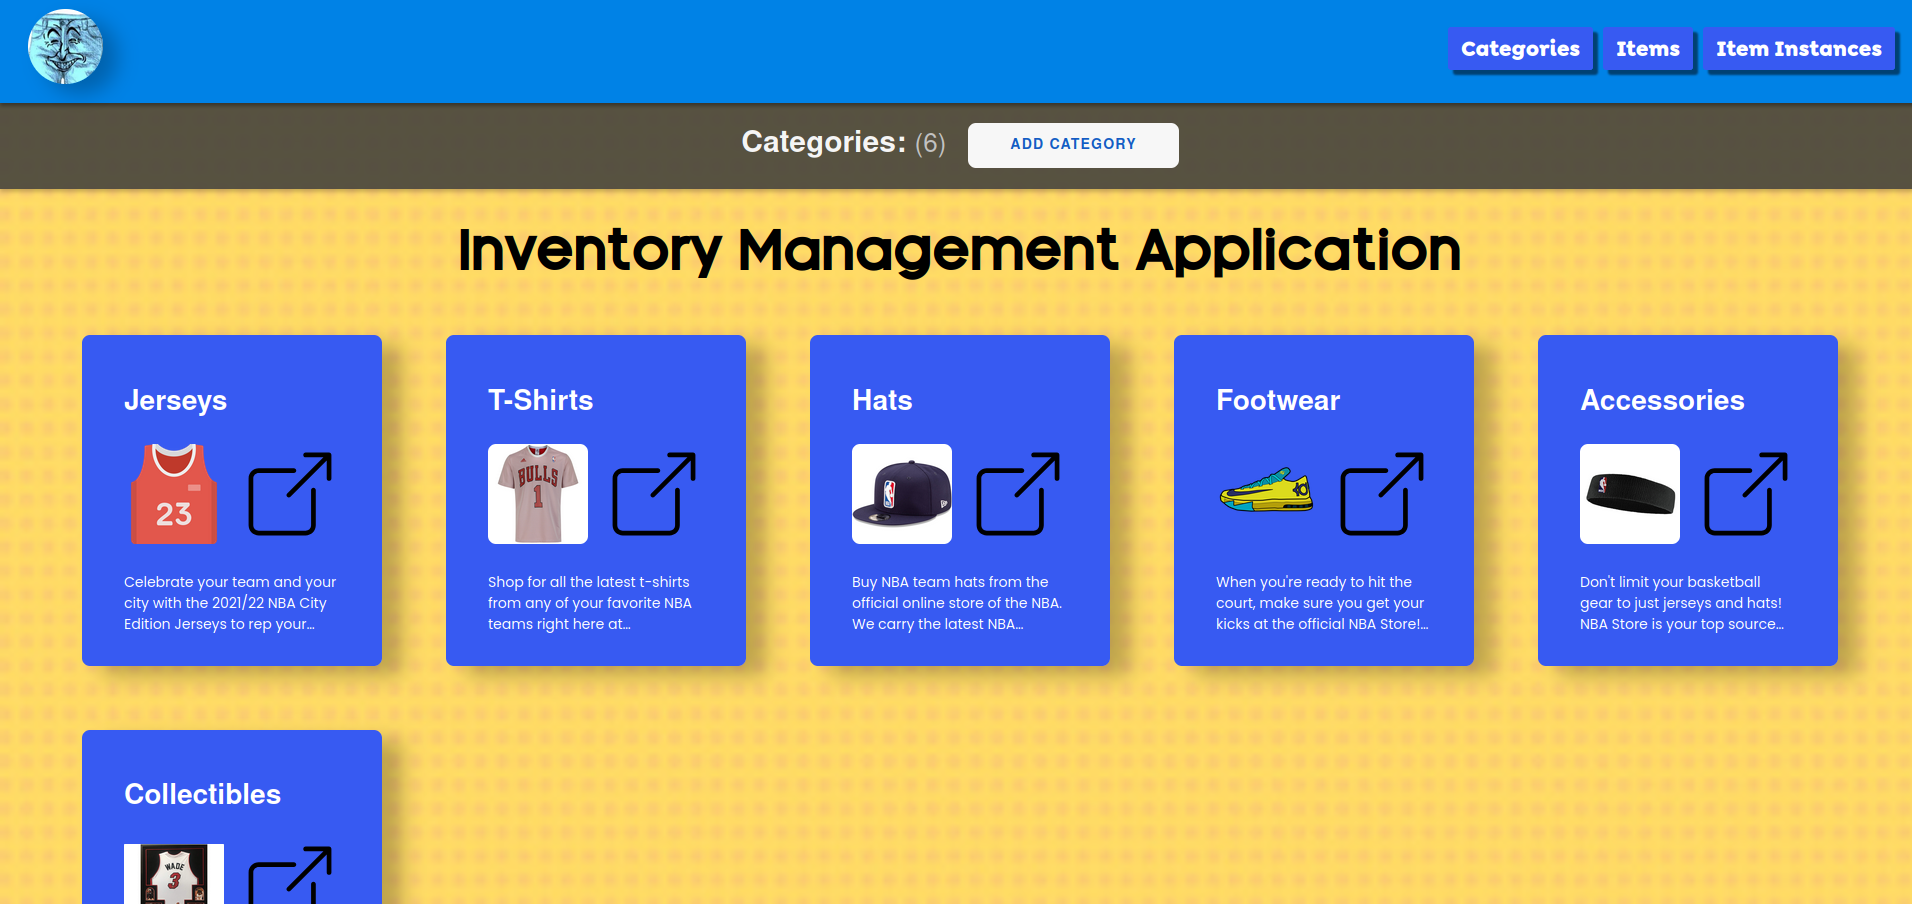 Categories
Items
Item Instances
Categories: (6)
ADD CATEGORY
Inventory Management Application
Jerseys
23
Celebrate your team and your
city with the 2021/22 NBA City
Edition Jerseys to rep your...
T-Shirts
BULLS
1
Shop for all the latest t-shirts
from any of your favorite NBA
teams right here at...
Hats
Buy NBA team hats from the
official online store of the NBA.
We carry the latest NBA...
Footwear
When you're ready to hit the
court, make sure you get your
kicks at the official NBA Store!...
Accessories
Don't limit your basketball
gear to just jerseys and hats!
NBA Store is your top source...
Collectibles
WADE
3